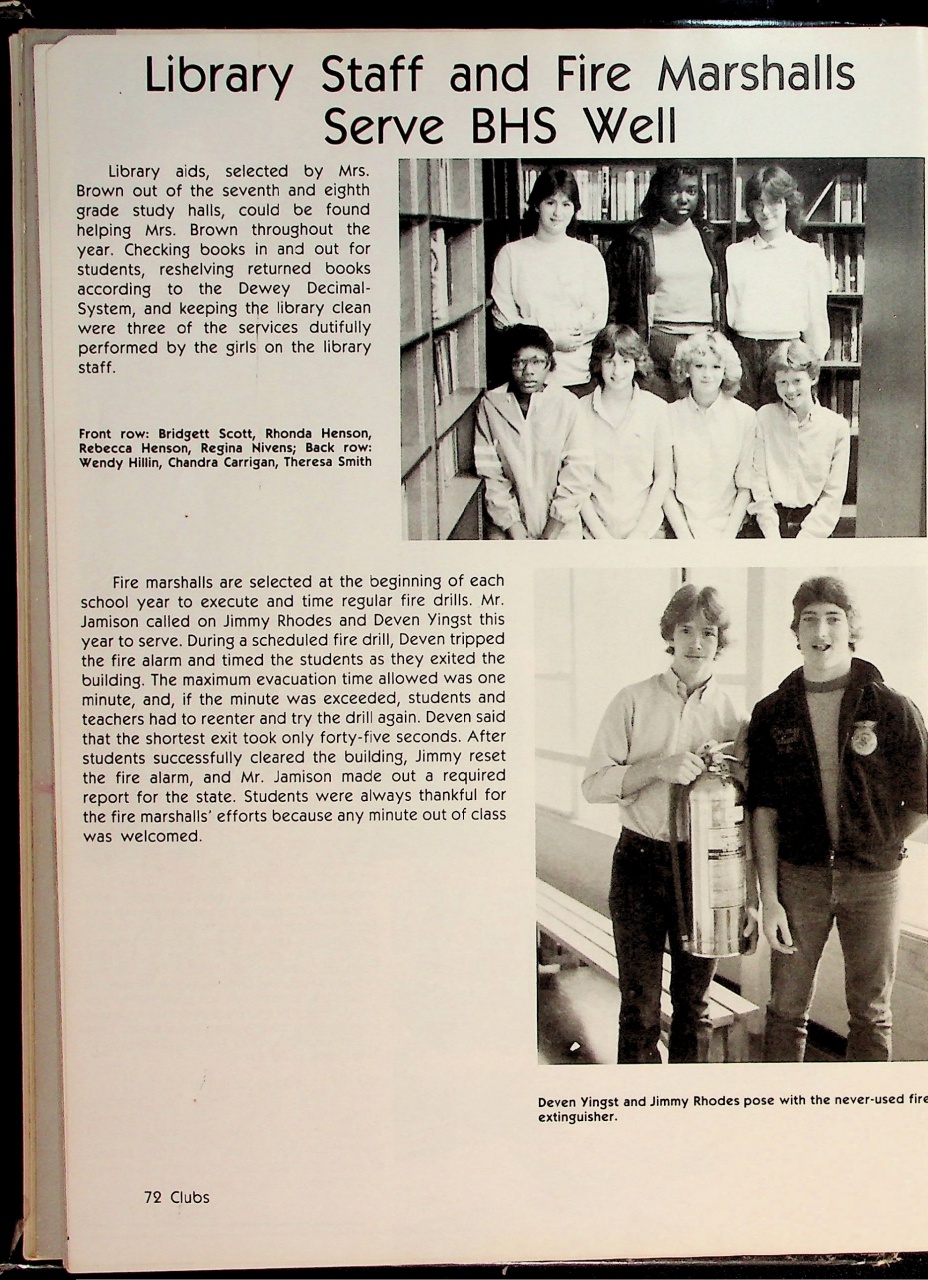 Library Staff and Fire Marshalls
Serve BHS Well
Library aids, selected by Mrs.
Brown out of the seventh and eighth
grade study halls, could be found
helping Mrs. Brown throughout the
year. Checking books in and out for
students, reshelving returned books
according to the Dewey Decimal-
System, and keeping the library clean
were three of the services dutifully
performed by the girls on the library
staff.
Front row: Bridgett Scott, Rhonda Henson,
Rebecca Henson, Regina Nivens; Back row:
Wendy Hillin, Chandra Carrigan, Theresa Smith
Fire marshalls are selected at the beginning of each
school year to execute and time regular fire drills. Mr.
Jamison called on Jimmy Rhodes and Deven Yingst this
year to serve. During a scheduled fire drill, Deven tripped
the fire alarm and timed the students as they exited the
building. The maximum evacuation time allowed was one
minute, and, if the minute was exceeded, students and
teachers had to reenter and try the drill again. Deven said
that the shortest exit took only forty-five seconds. After
students successfully cleared the building, Jimmy reset
the fire alarm, and Mr. Jamison made out a required
report for the state. Students were always thankful for
the fire marshalls' efforts because any minute out of class
was welcomed.
Deven Yingst and Jimmy Rhodes pose with the never-used fire
extinguisher.
72 Clubs